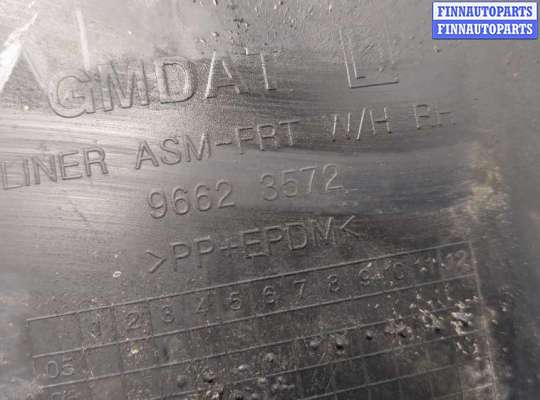 FINNAUTOPARTS
FINNAUTOPARTS
GMDAT
LINER ASM-FRT W/H RH
9662 3572
>PP+EPDM<
1 2 3 4 5 6 7 8 9 10 11 12
05